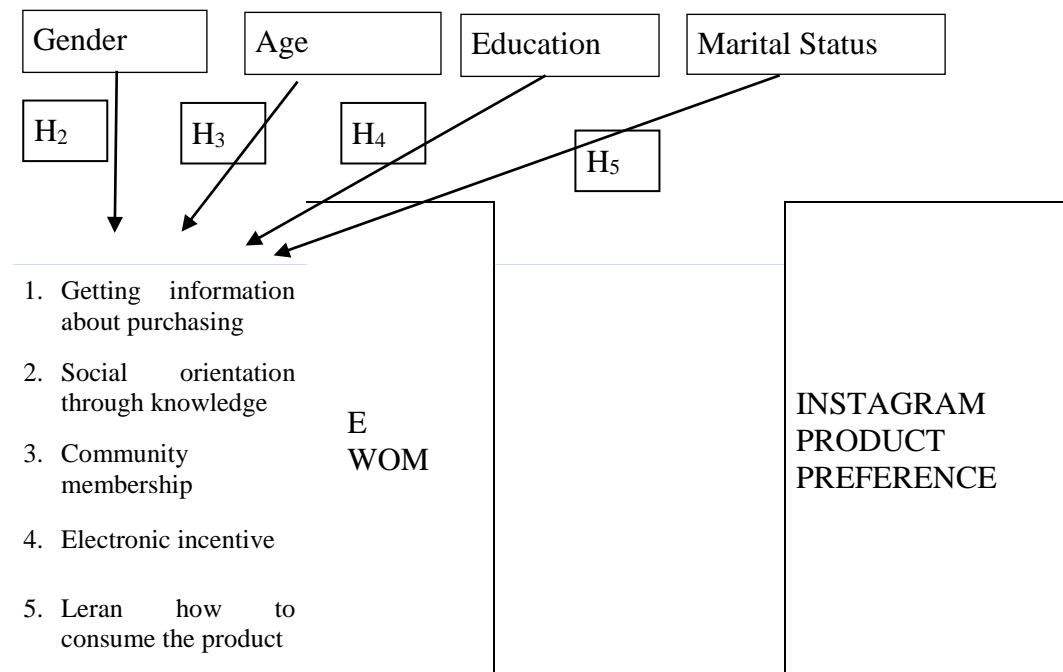 Gender
Age
Education
Marital Status
H2
H3
H4
H5
1. Getting information
about purchasing
2. Social orientation
through knowledge
3. Community
membership
4. Electronic incentive
5. Leran how to
consume the product
E
WOM
INSTAGRAM
PRODUCT
PREFERENCE